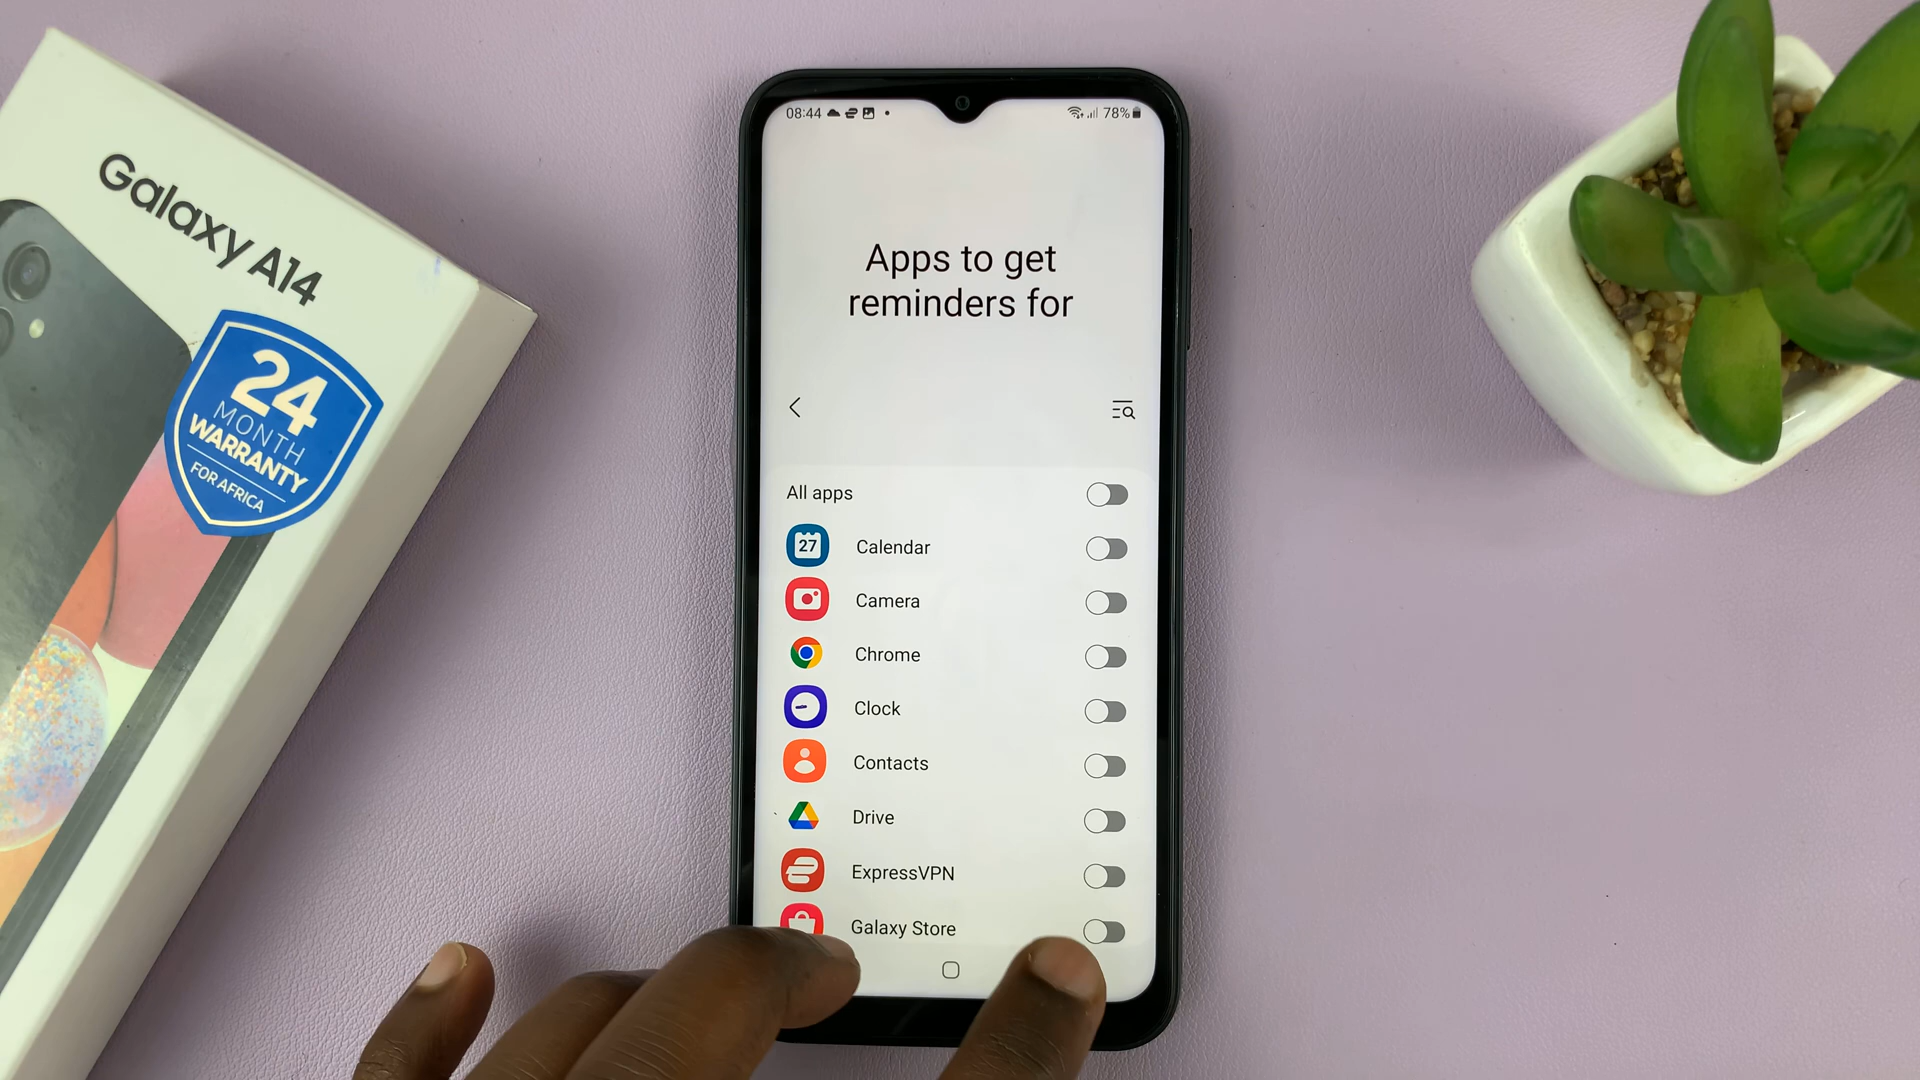 Galaxy A14
24
MONTH
WARRANTY
FOR AFRICA
08:44
78%
Apps to get
reminders for
All apps
27
Calendar
Camera
Chrome
Clock
Contacts
Drive
ExpressVPN
Galaxy Store